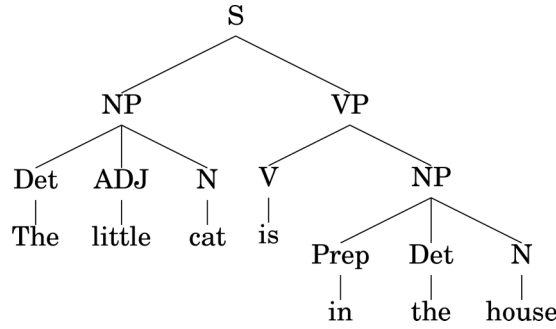 S
NP VP
Det ADJ N V NP
The little cat is
Prep Det N
in the house